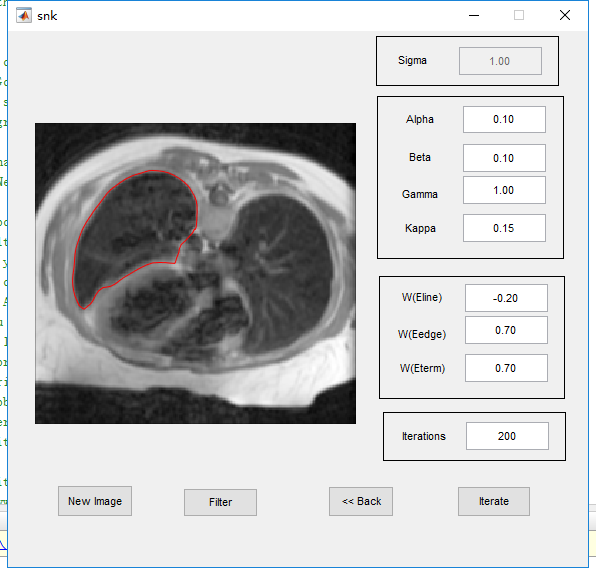 snk
Sigma 1.00
Alpha 0.10
Beta 0.10
Gamma 1.00
Kappa 0.15
W(Eline) -0.20
W(Eedge) 0.70
W(Eterm) 0.70
Iterations 200
New Image Filter << Back Iterate